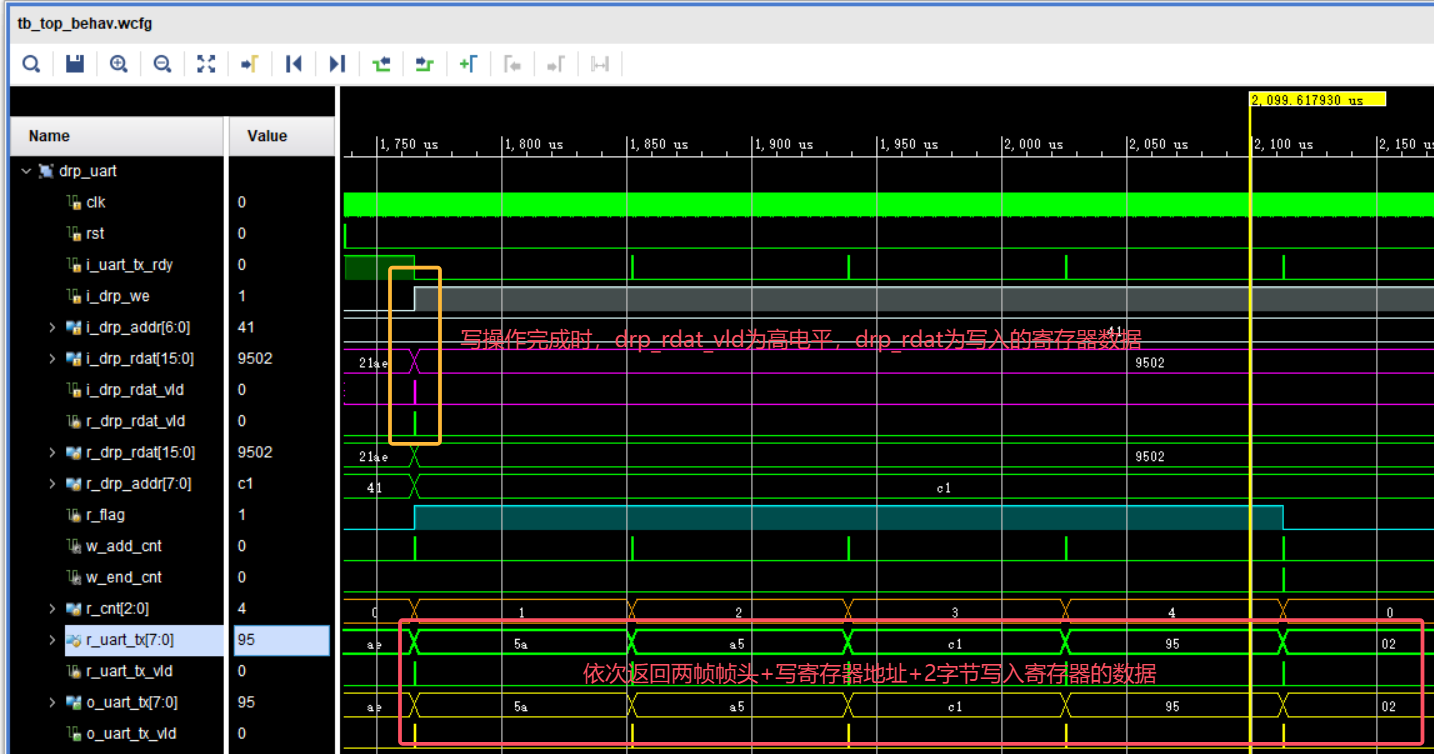 tb_top_behav.wcfg
2,099.617930 us
Name Value
1,750 us 1,800 us 1,850 us 1,900 us 1,950 us 2,000 us 2,050 us 2,100 us 2,150 us
drp_uart
clk 0
rst 0
i_uart_tx_rdy 0
i_drp_we 1
i_drp_addr[6:0] 41 41
写操作完成时，drp_rdat_vld为高电平，drp_rdat为写入的寄存器数据
i_drp_rdat[15:0] 9502 21ae 9502
i_drp_rdat_vld 0
r_drp_rdat_vld 0
r_drp_rdat[15:0] 9502 21ae 9502
r_drp_addr[7:0] c1 41 c1
r_flag 1
w_add_cnt 0
w_end_cnt 0
r_cnt[2:0] 4 0 1 2 3 4 0
r_uart_tx[7:0] 95 ae 5a a5 c1 95 02
r_uart_tx_vld 0
依次返回两帧帧头+写寄存器地址+2字节写入寄存器的数据
o_uart_tx[7:0] 95 ae 5a a5 c1 95 02
o_uart_tx_vld 0